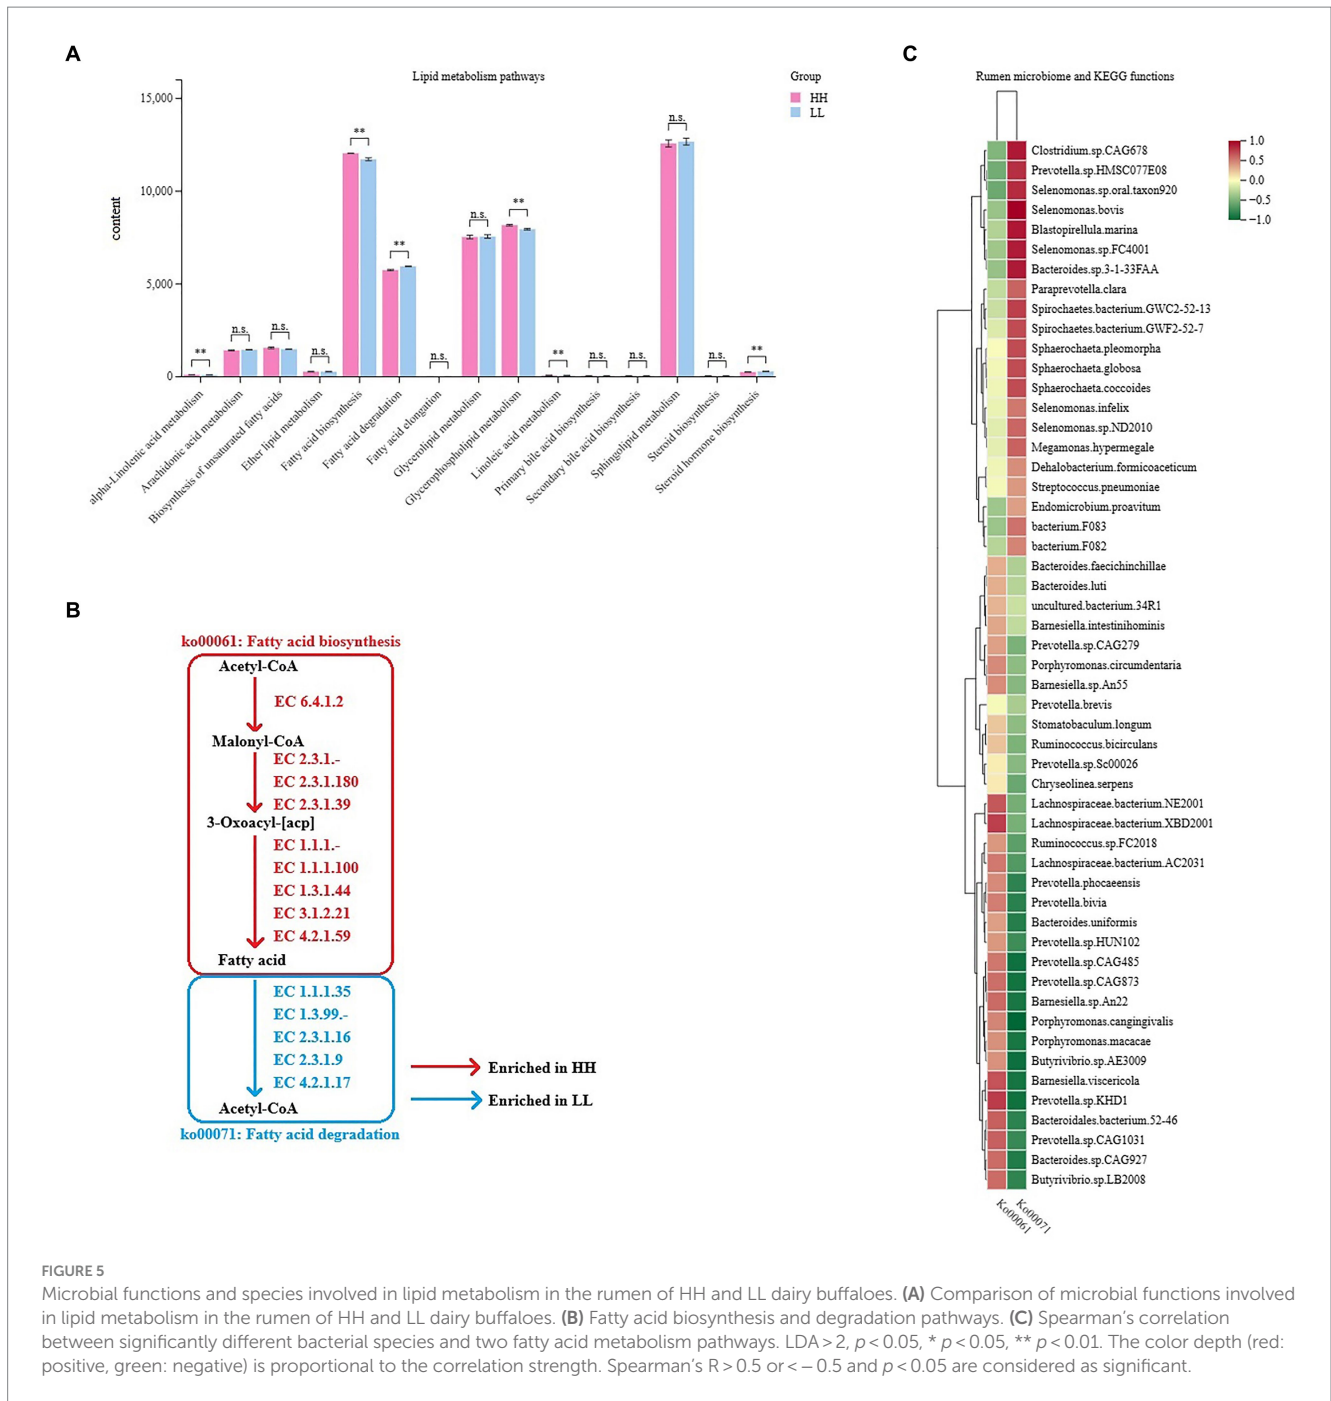 A
Lipid metabolism pathways
Group
HH
LL
content
15,000
10,000
5,000
0
**
n.s.
n.s.
n.s.
**
**
n.s.
n.s.
**
**
n.s.
n.s.
n.s.
n.s.
**
alpha-Linolenic acid metabolism
Arachidonic acid metabolism
Biosynthesis of unsaturated fatty acids
Ether lipid metabolism
Fatty acid biosynthesis
Fatty acid degradation
Fatty acid elongation
Glycerolipid metabolism
Glycerophospholipid metabolism
Linoleic acid metabolism
Primary bile acid biosynthesis
Secondary bile acid biosynthesis
Sphingolipid metabolism
Steroid biosynthesis
Steroid hormone biosynthesis
B
ko00061: Fatty acid biosynthesis
Acetyl-CoA
EC 6.4.1.2
Malonyl-CoA
EC 2.3.1.-
EC 2.3.1.180
EC 2.3.1.39
3-Oxoacyl-[acp]
EC 1.1.1.-
EC 1.1.1.100
EC 1.3.1.44
EC 3.1.2.21
EC 4.2.1.59
Fatty acid
EC 1.1.1.35
EC 1.3.99.-
EC 2.3.1.16
EC 2.3.1.9
EC 4.2.1.17
Acetyl-CoA
ko00071: Fatty acid degradation
Enriched in HH
Enriched in LL
C
Rumen microbiome and KEGG functions
1.0
0.5
0.0
−0.5
−1.0
Clostridium.sp.CAG678
Prevotella.sp.HMSC077E08
Selenomonas.sp.oral.taxon920
Selenomonas.bovis
Blastopirellula.marina
Selenomonas.sp.FC4001
Bacteroides.sp.3-1-33FAA
Paraprevotella.clara
Spirochaetes.bacterium.GWC2-52-13
Spirochaetes.bacterium.GWF2-52-7
Sphaerochaeta.pleomorpha
Sphaerochaeta.globosa
Sphaerochaeta.coccoides
Selenomonas.infelix
Selenomonas.sp.ND2010
Megamonas.hypermegale
Dehalobacterium.formicoaceticum
Streptococcus.pneumoniae
Endomicrobium.proavitum
bacterium.F083
bacterium.F082
Bacteroides.faecichinchillae
Bacteroides.luti
uncultured.bacterium.34R1
Barnesiella.intestinihominis
Prevotella.sp.CAG279
Porphyromonas.circumdentaria
Barnesiella.sp.An55
Prevotella.brevis
Stomatobaculum.longum
Ruminococcus.bicirculans
Prevotella.sp.Sc00026
Chryseolinea.serpens
Lachnospiraceae.bacterium.NE2001
Lachnospiraceae.bacterium.XBD2001
Ruminococcus.sp.FC2018
Lachnospiraceae.bacterium.AC2031
Prevotella.phocaeensis
Prevotella.bivia
Bacteroides.uniformis
Prevotella.sp.HUN102
Prevotella.sp.CAG485
Prevotella.sp.CAG873
Barnesiella.sp.An22
Porphyromonas.cangingivalis
Porphyromonas.macacae
Butyrivibrio.sp.AE3009
Barnesiella.viscericola
Prevotella.sp.KHD1
Bacteroidales.bacterium.52-46
Prevotella.sp.CAG1031
Bacteroides.sp.CAG927
Butyrivibrio.sp.LB2008
Ko00061
Ko00071
FIGURE 5
Microbial functions and species involved in lipid metabolism in the rumen of HH and LL dairy buffaloes. (A) Comparison of microbial functions involved
in lipid metabolism in the rumen of HH and LL dairy buffaloes. (B) Fatty acid biosynthesis and degradation pathways. (C) Spearman’s correlation
between significantly different bacterial species and two fatty acid metabolism pathways. LDA > 2, p < 0.05, * p < 0.05, ** p < 0.01. The color depth (red:
positive, green: negative) is proportional to the correlation strength. Spearman’s R > 0.5 or < − 0.5 and p < 0.05 are considered as significant.